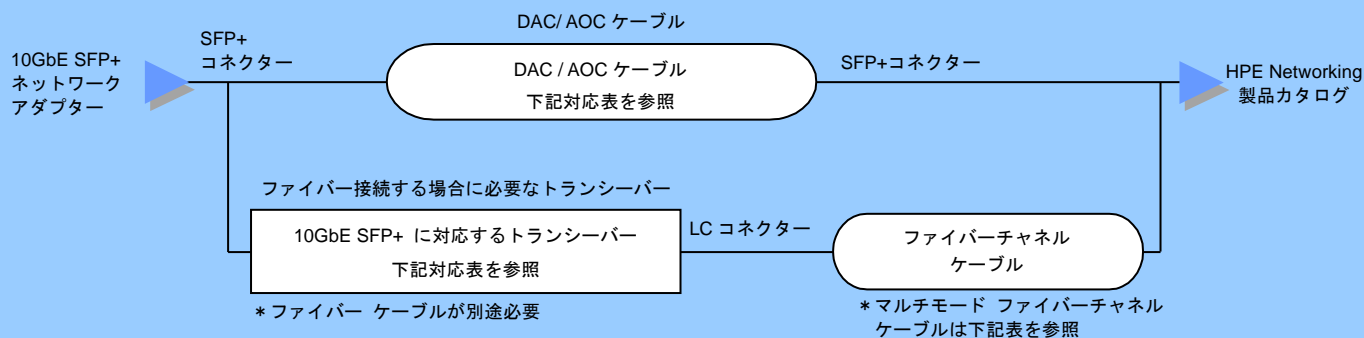 DAC/ AOC ケーブル
10GbE SFP+
ネットワーク
アダプター
SFP+
コネクター
DAC / AOC ケーブル
下記対応表を参照
SFP+コネクター
HPE Networking
製品カタログ
ファイバー接続する場合に必要なトランシーバー
10GbE SFP+ に対応するトランシーバー
下記対応表を参照
LC コネクター
ファイバーチャネル
ケーブル
* ファイバー ケーブルが別途必要
* マルチモード ファイバーチャネル
ケーブルは下記表を参照